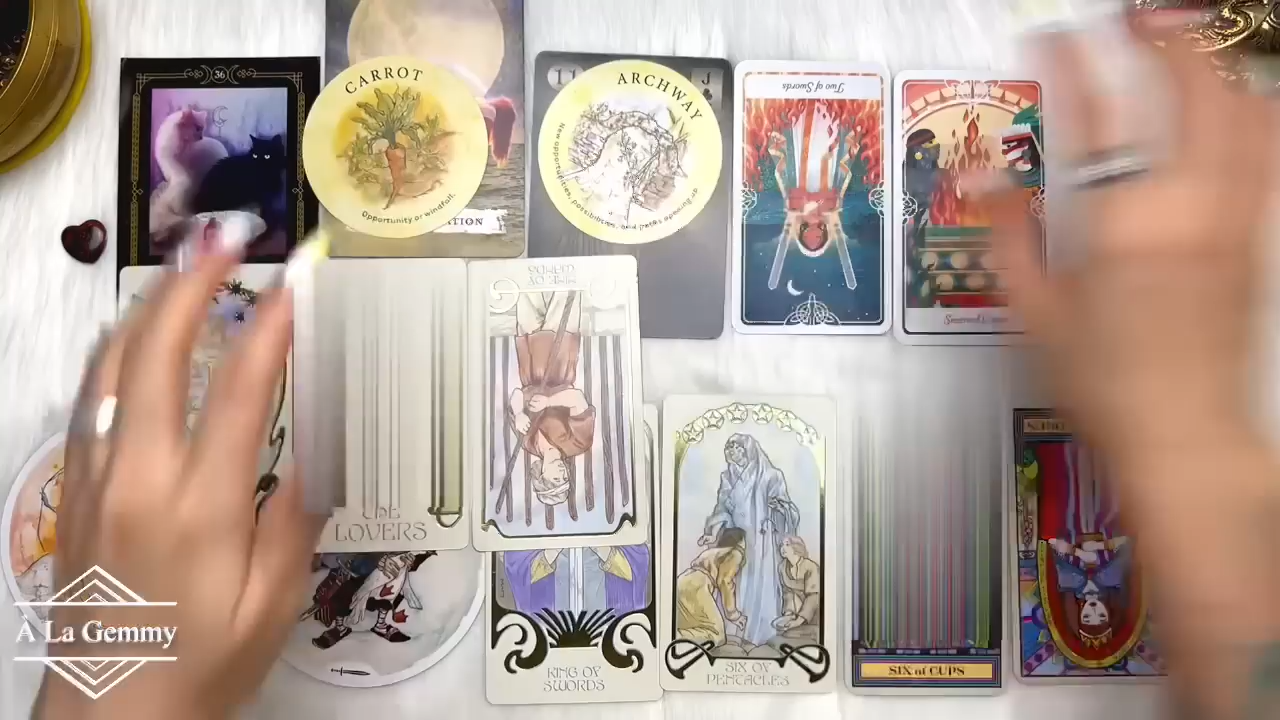 36
CARROT
Opportunity or windfall.
ATION
11
J
ARCHWAY
New opportunities, possibilities, and paths opening up
Two of Swords
THE
LOVERS
KING OF
SWORDS
SIX OF
PENTACLES
SIX of CUPS
À La Gemmy